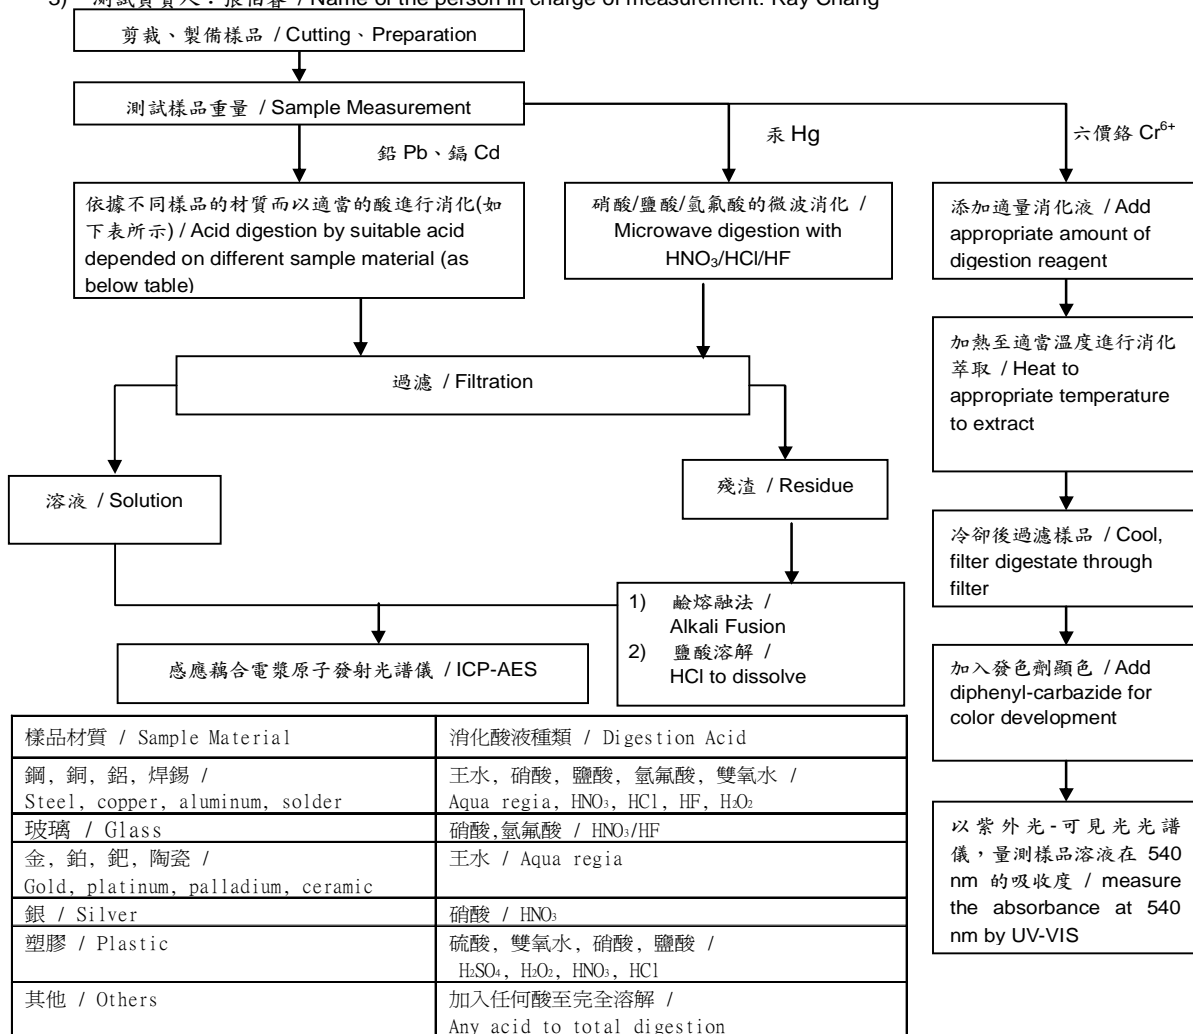 3) 測試負責人：張伯睿 / Name of the person in charge of measurement: Ray Chang
剪裁、製備樣品 / Cutting、Preparation
測試樣品重量 / Sample Measurement
鉛 Pb、鎘 Cd
汞 Hg
六價鉻 Cr⁶⁺
依據不同樣品的材質而以適當的酸進行消化(如
下表所示) / Acid digestion by suitable acid
depended on different sample material (as
below table)
硝酸/鹽酸/氫氟酸的微波消化 /
Microwave digestion with
HNO₃/HCl/HF
添加適量消化液 / Add
appropriate amount of
digestion reagent
過濾 / Filtration
加熱至適當溫度進行消化
萃取 / Heat to
appropriate temperature
to extract
溶液 / Solution
殘渣 / Residue
冷卻後過濾樣品 / Cool,
filter digestate through
filter
1) 鹼熔融法 /
Alkali Fusion
2) 鹽酸溶解 /
HCl to dissolve
感應藕合電漿原子發射光譜儀 / ICP-AES
加入發色劑顯色 / Add
diphenyl-carbazide for
color development
以紫外光-可見光光譜
儀，量測樣品溶液在 540
nm 的吸收度 / measure
the absorbance at 540
nm by UV-VIS
樣品材質 / Sample Material
消化酸液種類 / Digestion Acid
鋼, 銅, 鋁, 焊錫 /
Steel, copper, aluminum, solder
王水, 硝酸, 鹽酸, 氫氟酸, 雙氧水 /
Aqua regia, HNO₃, HCl, HF, H₂O₂
玻璃 / Glass
硝酸,氫氟酸 / HNO₃/HF
金, 鉑, 鈀, 陶瓷 /
Gold, platinum, palladium, ceramic
王水 / Aqua regia
銀 / Silver
硝酸 / HNO₃
塑膠 / Plastic
硫酸, 雙氧水, 硝酸, 鹽酸 /
H₂SO₄, H₂O₂, HNO₃, HCl
其他 / Others
加入任何酸至完全溶解 /
Any acid to total digestion